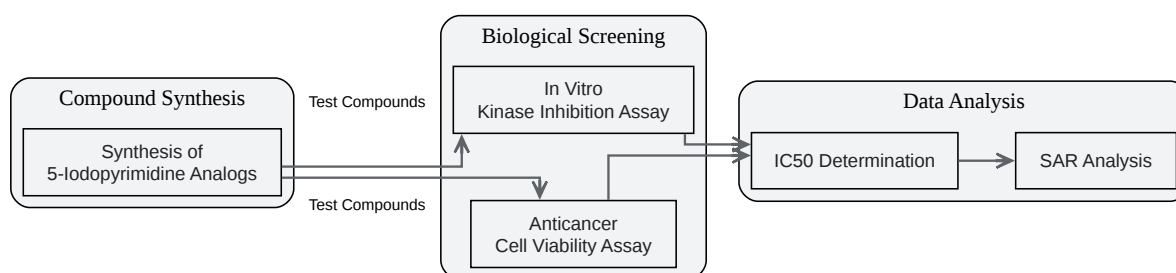 Compound Synthesis
Synthesis of
5-Iodopyrimidine Analogs
Test Compounds
Test Compounds
Biological Screening
In Vitro
Kinase Inhibition Assay
Anticancer
Cell Viability Assay
Data Analysis
IC50 Determination
SAR Analysis